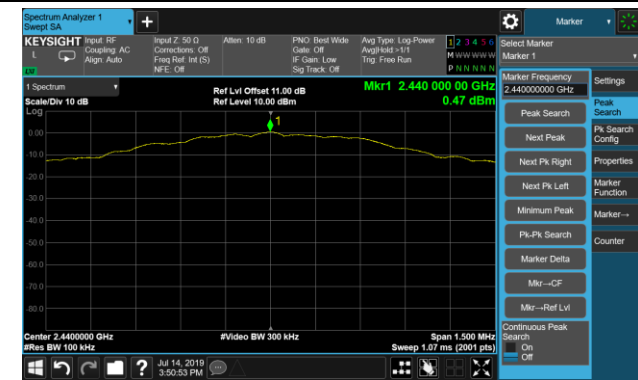 Spectrum Analyzer 1
Swept SA
Marker
KEYSIGHT Input: RF Input Z: 50 Ω Atten: 10 dB PNO: Best Wide Avg Type: Log-Power 1 2 3 4 5 6
L Coupling: AC Corrections: Off Gate: Off Avg|Hold >1/1 M W W W W W
Align: Auto Freq Ref: Int (S) IF Gain: Low Trig: Free Run P N N N N N
NFE: Off Sig Track: Off
Select Marker
Marker 1
1 Spectrum
Scale/Div 10 dB
Ref Lvl Offset 11.00 dB
Ref Level 10.00 dBm
Mkr1 2.440 000 00 GHz
0.47 dBm
Log
1
0.00
-10.0
-20.0
-30.0
-40.0
-50.0
-60.0
-70.0
-80.0
Center 2.4400000 GHz #Video BW 300 kHz Span 1.500 MHz
#Res BW 100 kHz Sweep 1.07 ms (2001 pts)
Marker Frequency
2.440000000 GHz
Peak Search
Next Peak
Next Pk Right
Next Pk Left
Minimum Peak
Pk-Pk Search
Marker Delta
Mkr→CF
Mkr→Ref Lvl
Continuous Peak
Search
On
Off
Settings
Peak
Search
Pk Search
Config
Properties
Marker
Function
Marker→
Counter
? Jul 14, 2019
3:50:53 PM